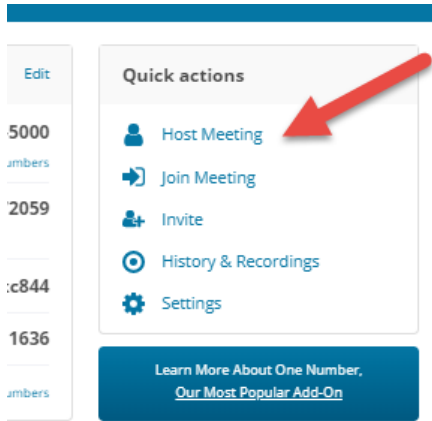 Edit
5000
umbers
2059
c844
1636
umbers
Quick actions
Host Meeting
Join Meeting
Invite
History & Recordings
Settings
Learn More About One Number,
Our Most Popular Add-On